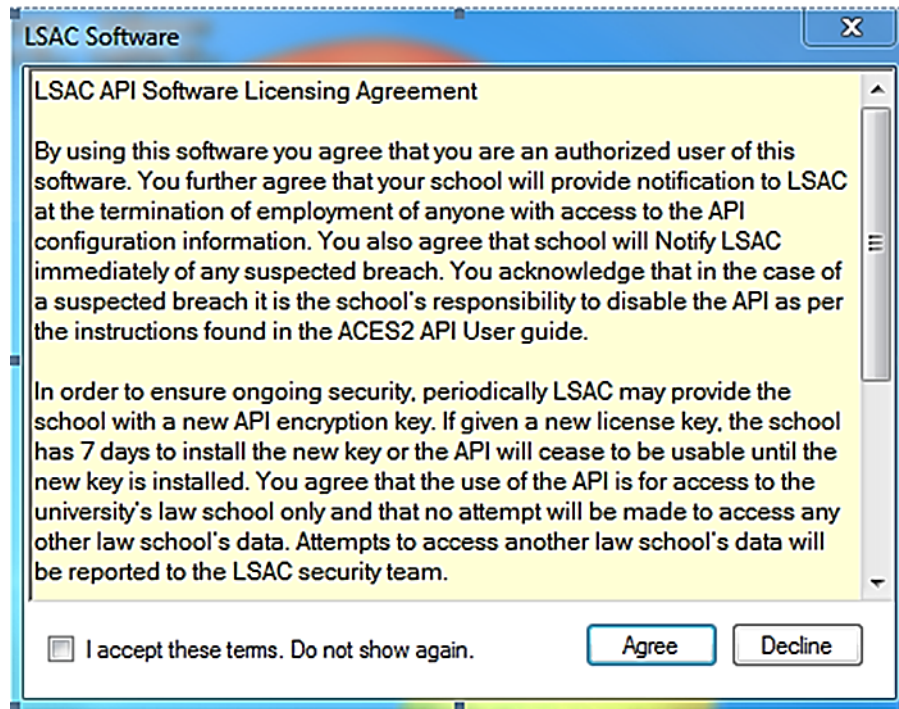 LSAC Software
LSAC API Software Licensing Agreement
By using this software you agree that you are an authorized user of this
software. You further agree that your school will provide notification to LSAC
at the termination of employment of anyone with access to the API
configuration information. You also agree that school will Notify LSAC
immediately of any suspected breach. You acknowledge that in the case of
a suspected breach it is the school's responsibility to disable the API as per
the instructions found in the ACES2 API User guide.
In order to ensure ongoing security, periodically LSAC may provide the
school with a new API encryption key. If given a new license key, the school
has 7 days to install the new key or the API will cease to be usable until the
new key is installed. You agree that the use of the API is for access to the
university's law school only and that no attempt will be made to access any
other law school's data. Attempts to access another law school's data will
be reported to the LSAC security team.
I accept these terms. Do not show again.
Agree
Decline